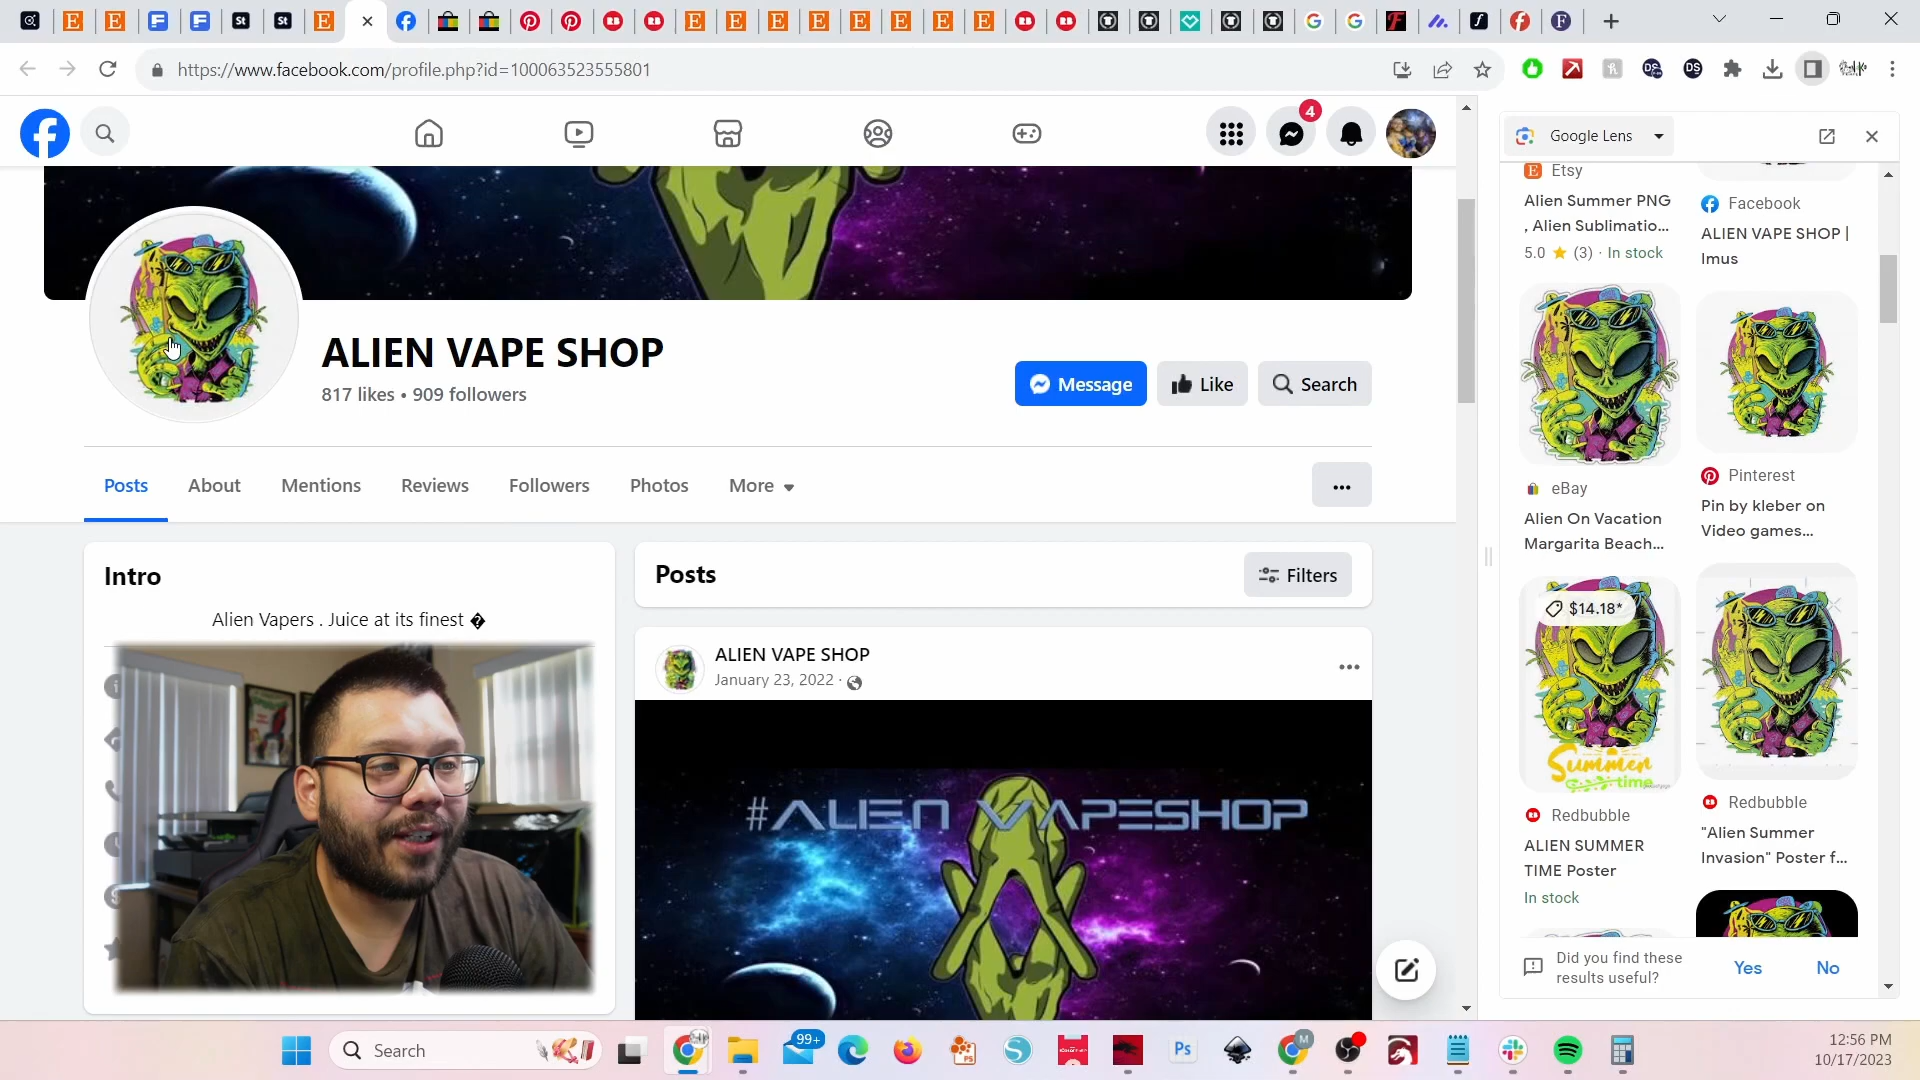 https://www.facebook.com/profile.php?id=100063523555801
4
ALIEN VAPE SHOP
817 likes • 909 followers
Message
Like
Search
Posts
About
Mentions
Reviews
Followers
Photos
More
Intro
Alien Vapers . Juice at its finest �
Posts
Filters
ALIEN VAPE SHOP
January 23, 2022 ·
#ALIEN VAPESHOP
Google Lens
Etsy
Alien Summer PNG
, Alien Sublimatio...
5.0 ★ (3) · In stock
Facebook
ALIEN VAPE SHOP |
Imus
eBay
Alien On Vacation
Margarita Beach...
Pinterest
Pin by kleber on
Video games...
$14.18*
Summer
time
Redbubble
ALIEN SUMMER
TIME Poster
In stock
Redbubble
"Alien Summer
Invasion" Poster f...
Did you find these
results useful?
Yes
No
Search
99+
12:56 PM
10/17/2023